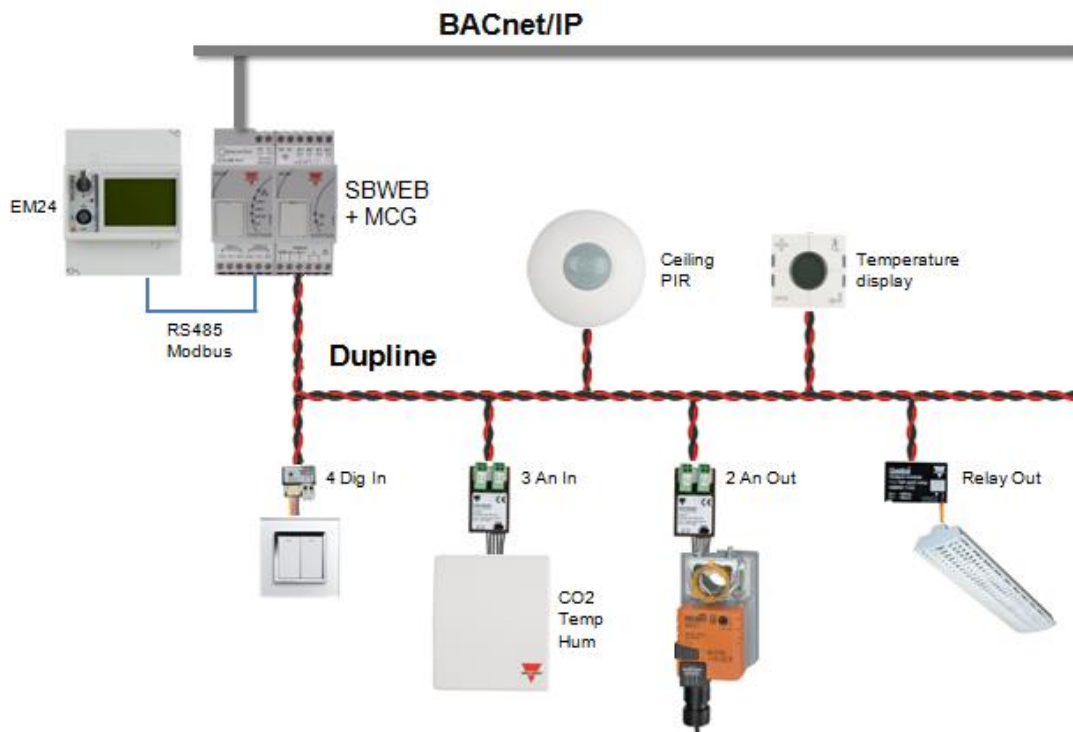 BACnet/IP
EM24
SBWEB
+ MCG
Ceiling
PIR
Temperature
display
RS485
Modbus
Dupline
4 Dig In
3 An In
2 An Out
Relay Out
CO2
Temp
Hum